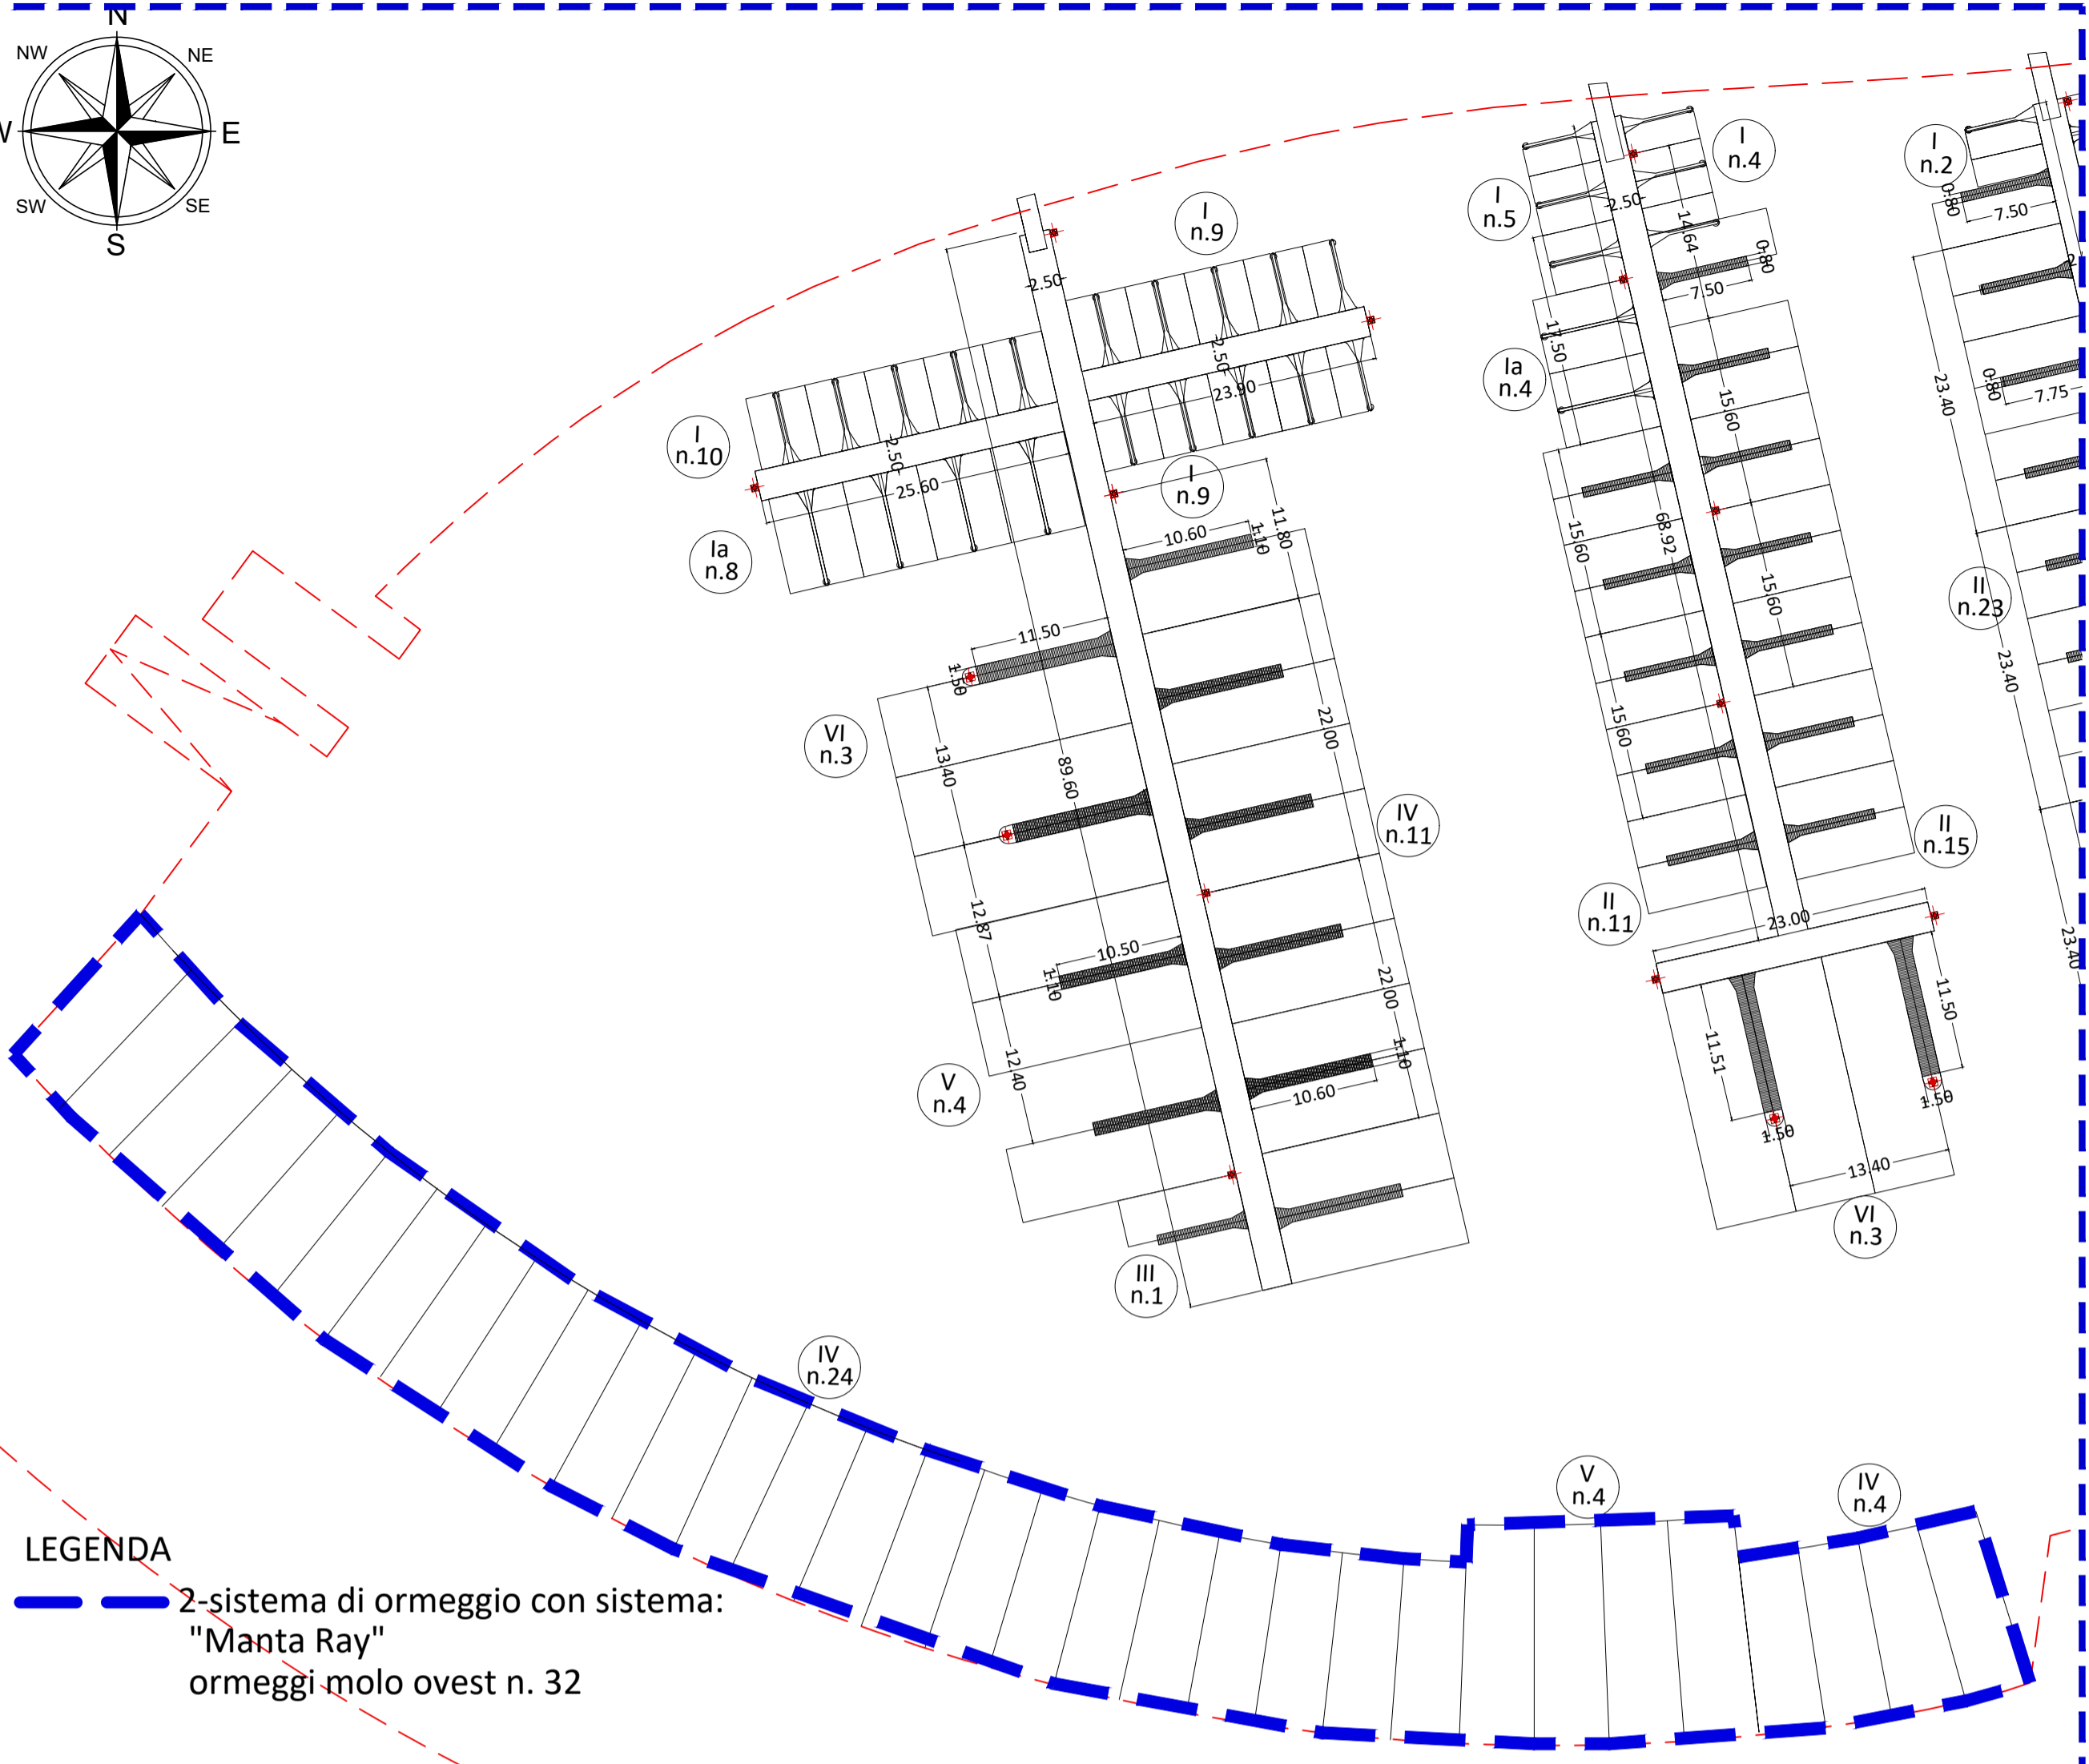 N
NW
NE
W
E
SW
SE
S
I
n.9
I
n.4
I
n.5
I
n.2
I
n.10
I
n.9
Ia
n.8
Ia
n.4
VI
n.3
IV
n.11
II
n.23
II
n.15
II
n.11
V
n.4
III
n.1
VI
n.3
IV
n.24
V
n.4
IV
n.4
2.50
2.50
23.90
2.50
25.60
10.60
1.10
11.80
11.50
1.50
13.40
89.60
22.00
12.87
10.50
1.10
22.00
12.40
1.10
10.60
2.50
14.64
0.80
7.50
17.50
15.60
15.60
68.92
15.60
15.60
23.00
11.50
11.51
1.50
1.50
13.40
0.80
7.50
23.40
0.80
7.75
23.40
23.40
LEGENDA
2-sistema di ormeggio con sistema:
"Manta Ray"
ormeggi molo ovest n. 32